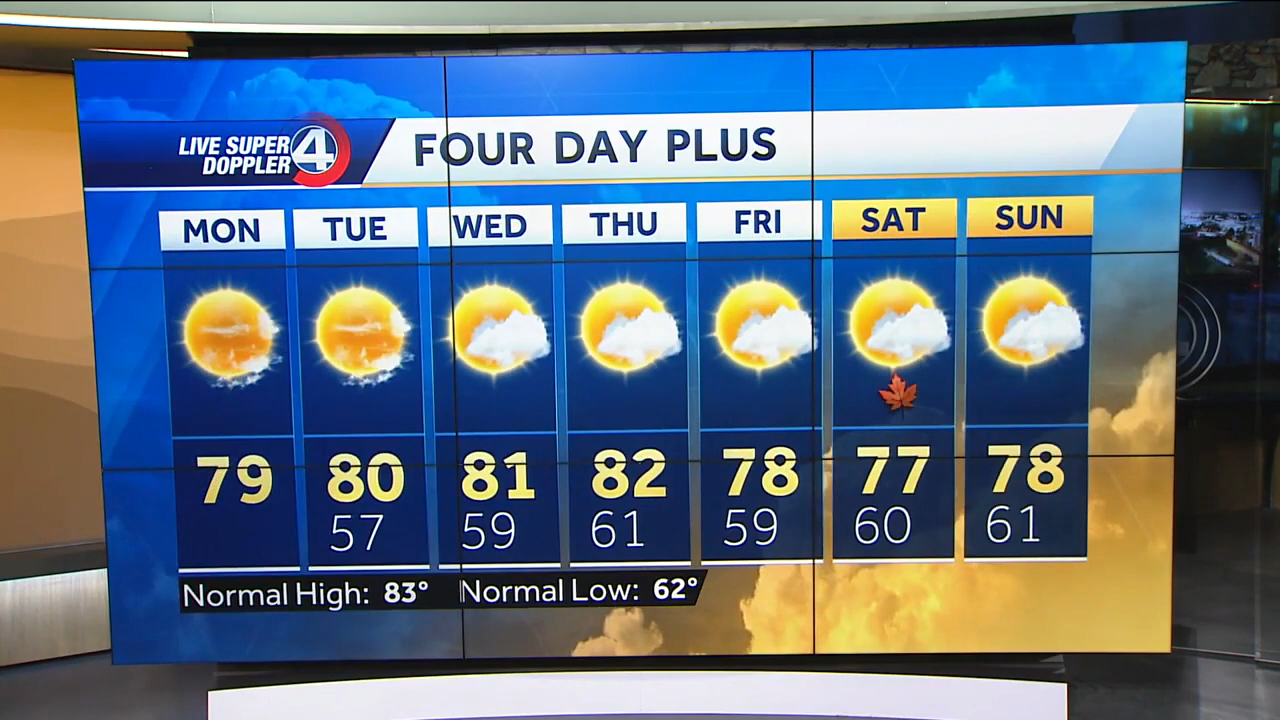 LIVE SUPER
DOPPLER 4
FOUR DAY PLUS
MON TUE WED THU FRI SAT SUN
79 80 81 82 78 77 78
57 59 61 59 60 61
Normal High: 83° Normal Low: 62°